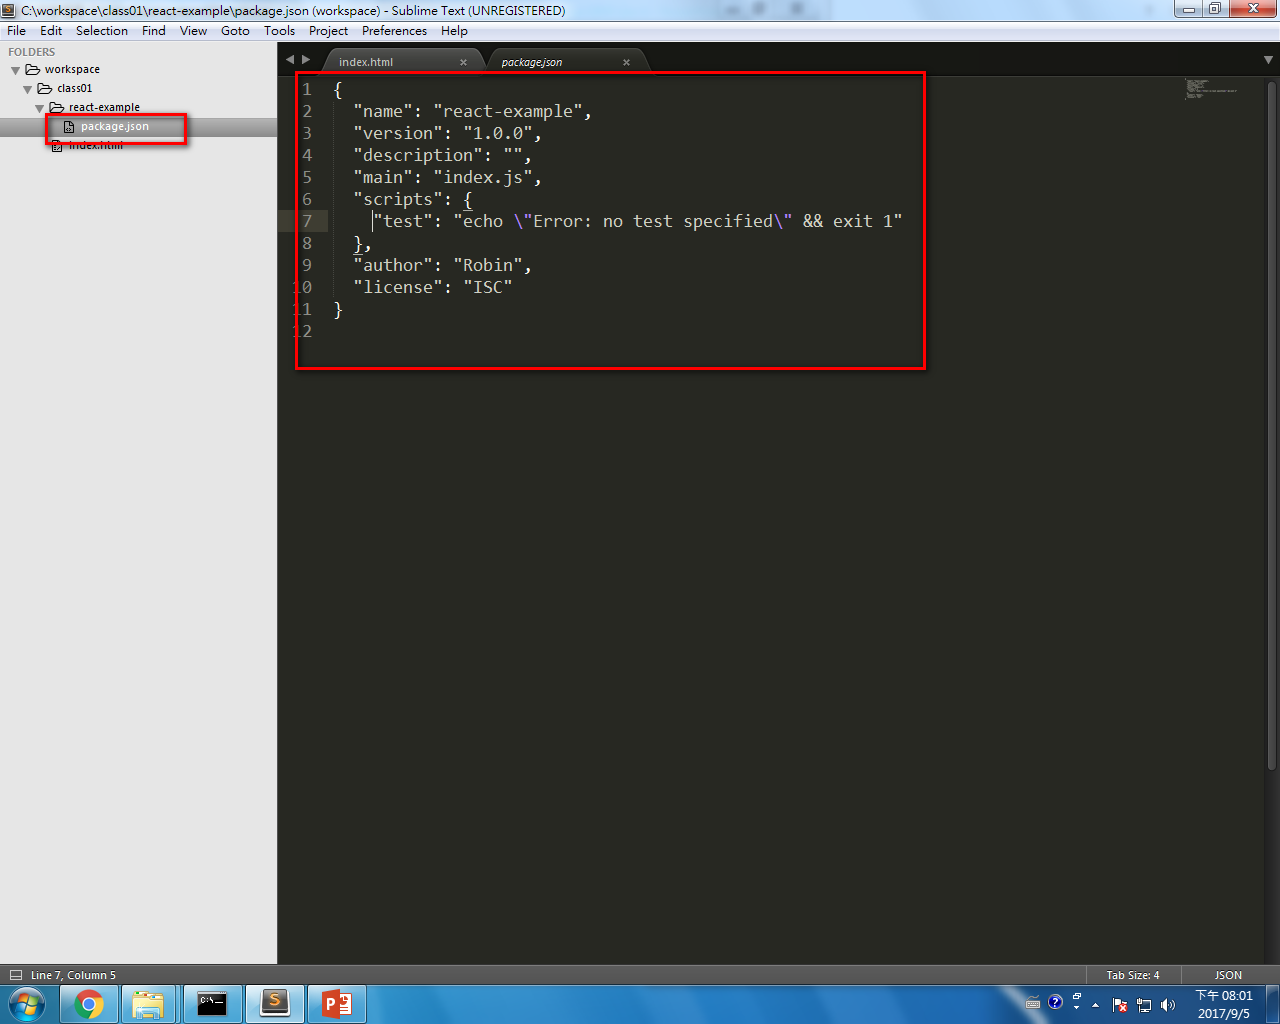 C:\workspace\class01\react-example\package.json (workspace) - Sublime Text (UNREGISTERED)
File Edit Selection Find View Goto Tools Project Preferences Help
FOLDERS
workspace
class01
react-example
package.json
index.html
index.html package.json
1 {
2 "name": "react-example",
3 "version": "1.0.0",
4 "description": "",
5 "main": "index.js",
6 "scripts": {
7 "test": "echo \"Error: no test specified\" && exit 1"
8 },
9 "author": "Robin",
10 "license": "ISC"
11 }
12
Line 7, Column 5 Tab Size: 4 JSON
下午 08:01
2017/9/5